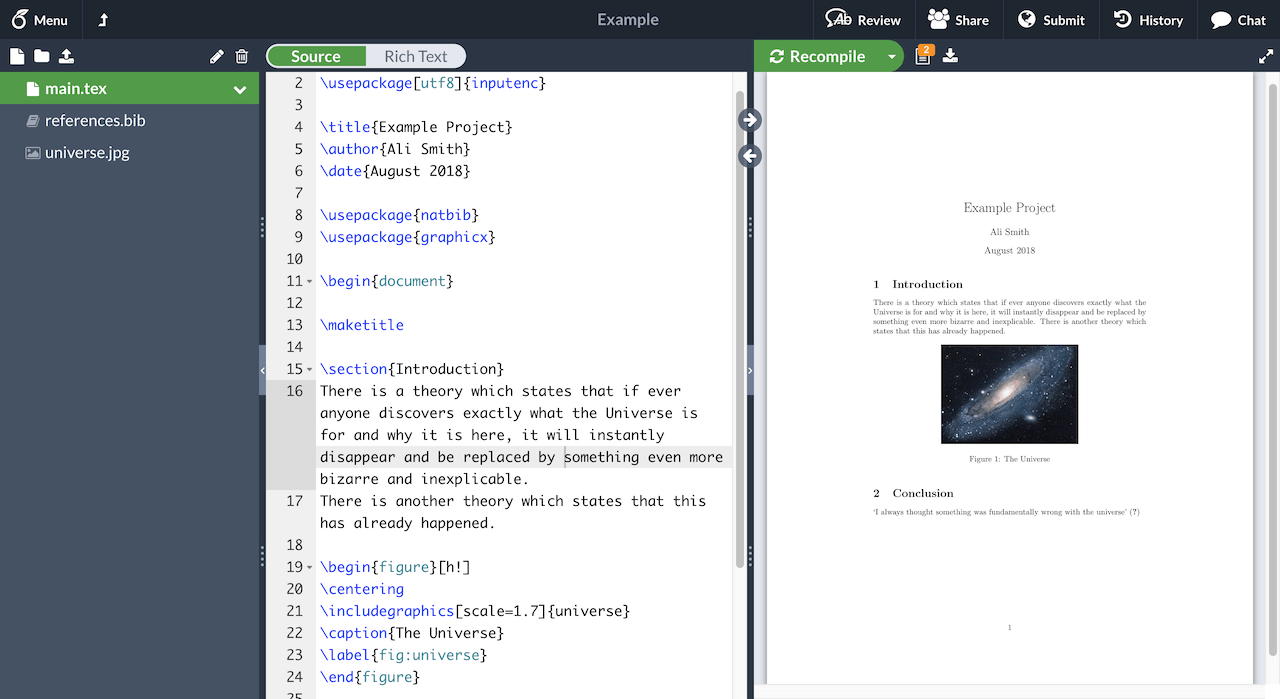 Menu
Example
Review
Share
Submit
History
Chat
Source
Rich Text
Recompile
2
main.tex
references.bib
universe.jpg
2 \usepackage[utf8]{inputenc}
3
4 \title{Example Project}
5 \author{Ali Smith}
6 \date{August 2018}
7
8 \usepackage{natbib}
9 \usepackage{graphicx}
10
11 \begin{document}
12
13 \maketitle
14
15 \section{Introduction}
16 There is a theory which states that if ever
anyone discovers exactly what the Universe is
for and why it is here, it will instantly
disappear and be replaced by something even more
bizarre and inexplicable.
17 There is another theory which states that this
has already happened.
18
19 \begin{figure}[h!]
20 \centering
21 \includegraphics[scale=1.7]{universe}
22 \caption{The Universe}
23 \label{fig:universe}
24 \end{figure}
25
Example Project
Ali Smith
August 2018
1 Introduction
There is a theory which states that if ever anyone discovers exactly what the
Universe is for and why it is here, it will instantly disappear and be replaced by
something even more bizarre and inexplicable. There is another theory which
states that this has already happened.
Figure 1: The Universe
2 Conclusion
‘I always thought something was fundamentally wrong with the universe’ (?)
1